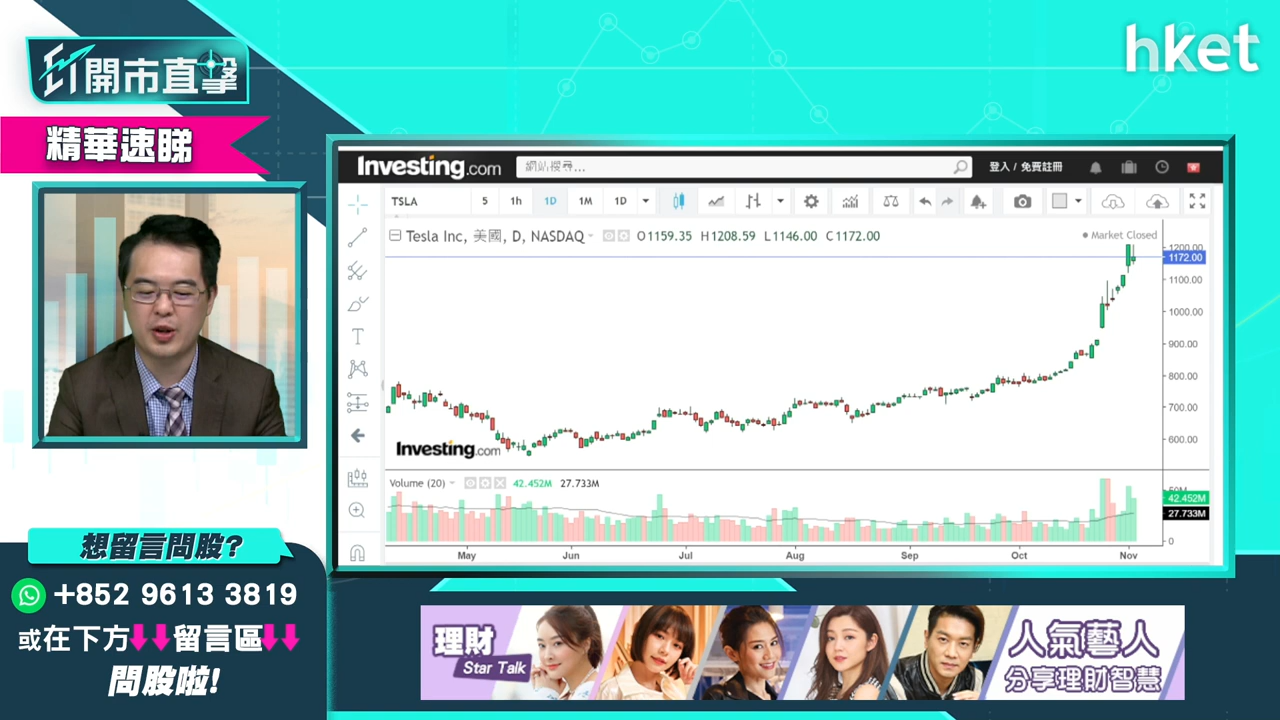 ET開市直擊
hket
精華速睇
Investing.com
網站搜尋...
登入 / 免費註冊
TSLA
5
1h
1D
1M
1D
Tesla Inc, 美國, D, NASDAQ
O1159.35 H1208.59 L1146.00 C1172.00
Market Closed
1200.00
1172.00
1100.00
1000.00
900.00
800.00
700.00
600.00
Investing.com
Volume (20)
42.452M
27.733M
50M
42.452M
27.733M
0
May
Jun
Jul
Aug
Sep
Oct
Nov
想留言問股?
+852 9613 3819
或在下方留言區
問股啦!
理財
Star Talk
人氣藝人
分享理財智慧